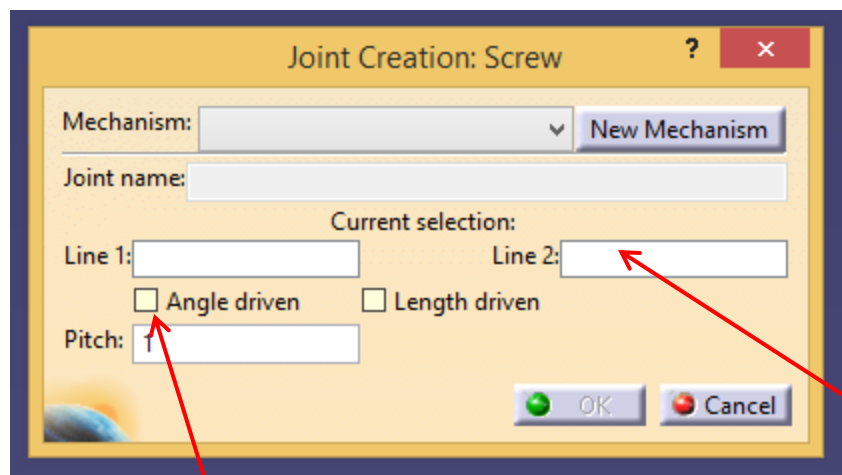 Joint Creation: Screw ? ×
Mechanism: New Mechanism
Joint name:
Current selection:
Line 1: Line 2:
Angle driven Length driven
Pitch: 1
OK Cancel